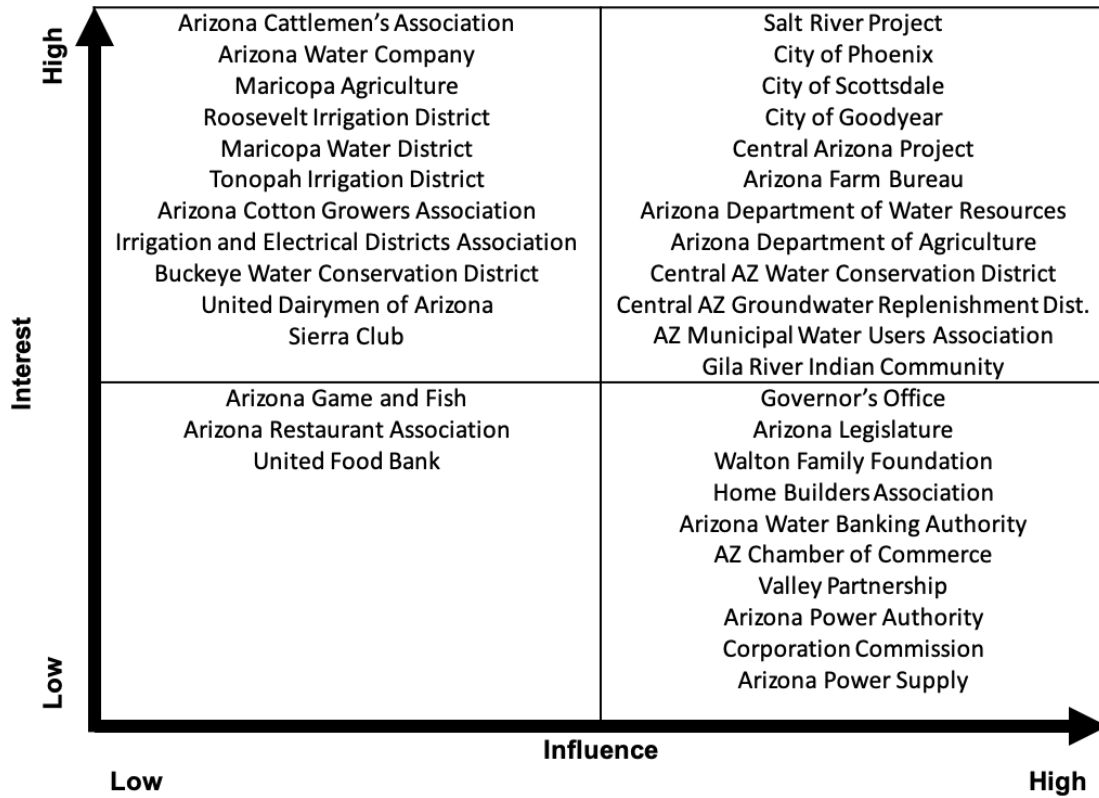 High
Interest
Low
Arizona Cattlemen's Association
Arizona Water Company
Maricopa Agriculture
Roosevelt Irrigation District
Maricopa Water District
Tonopah Irrigation District
Arizona Cotton Growers Association
Irrigation and Electrical Districts Association
Buckeye Water Conservation District
United Dairymen of Arizona
Sierra Club
Salt River Project
City of Phoenix
City of Scottsdale
City of Goodyear
Central Arizona Project
Arizona Farm Bureau
Arizona Department of Water Resources
Arizona Department of Agriculture
Central AZ Water Conservation District
Central AZ Groundwater Replenishment Dist.
AZ Municipal Water Users Association
Gila River Indian Community
Arizona Game and Fish
Arizona Restaurant Association
United Food Bank
Governor's Office
Arizona Legislature
Walton Family Foundation
Home Builders Association
Arizona Water Banking Authority
AZ Chamber of Commerce
Valley Partnership
Arizona Power Authority
Corporation Commission
Arizona Power Supply
Influence
Low
High